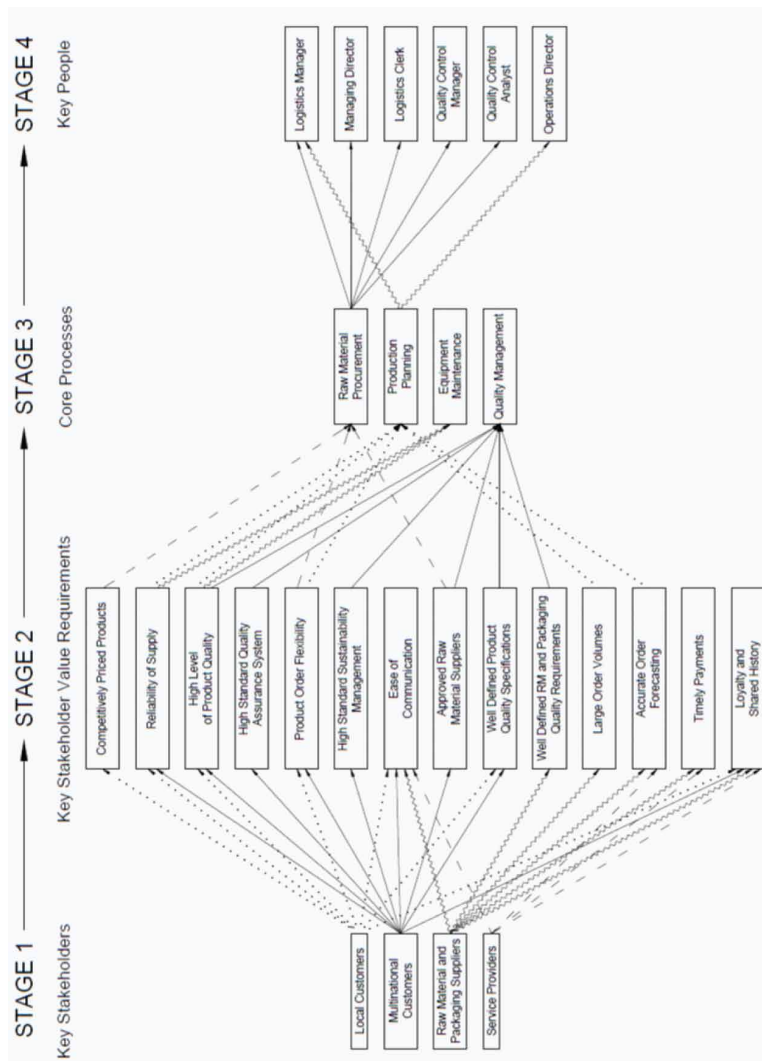 STAGE 1
STAGE 2
STAGE 3
STAGE 4
Key Stakeholders
Key Stakeholder Value Requirements
Core Processes
Key People
Local Customers
Multinational
Customers
Raw Material and
Packaging Suppliers
Service Providers
Competitively Priced Products
Reliability of Supply
High Level
of Product Quality
High Standard Quality
Assurance System
Product Order Flexibility
High Standard Sustainability
Management
Ease of
Communication
Approved Raw
Material Suppliers
Well Defined Product
Quality Specifications
Well Defined RM and Packaging
Quality Requirements
Large Order Volumes
Accurate Order
Forecasting
Timely Payments
Loyalty and
Shared History
Raw Material
Procurement
Production
Planning
Equipment
Maintenance
Quality Management
Logistics Manager
Managing Director
Logistics Clerk
Quality Control
Manager
Quality Control
Analyst
Operations Director